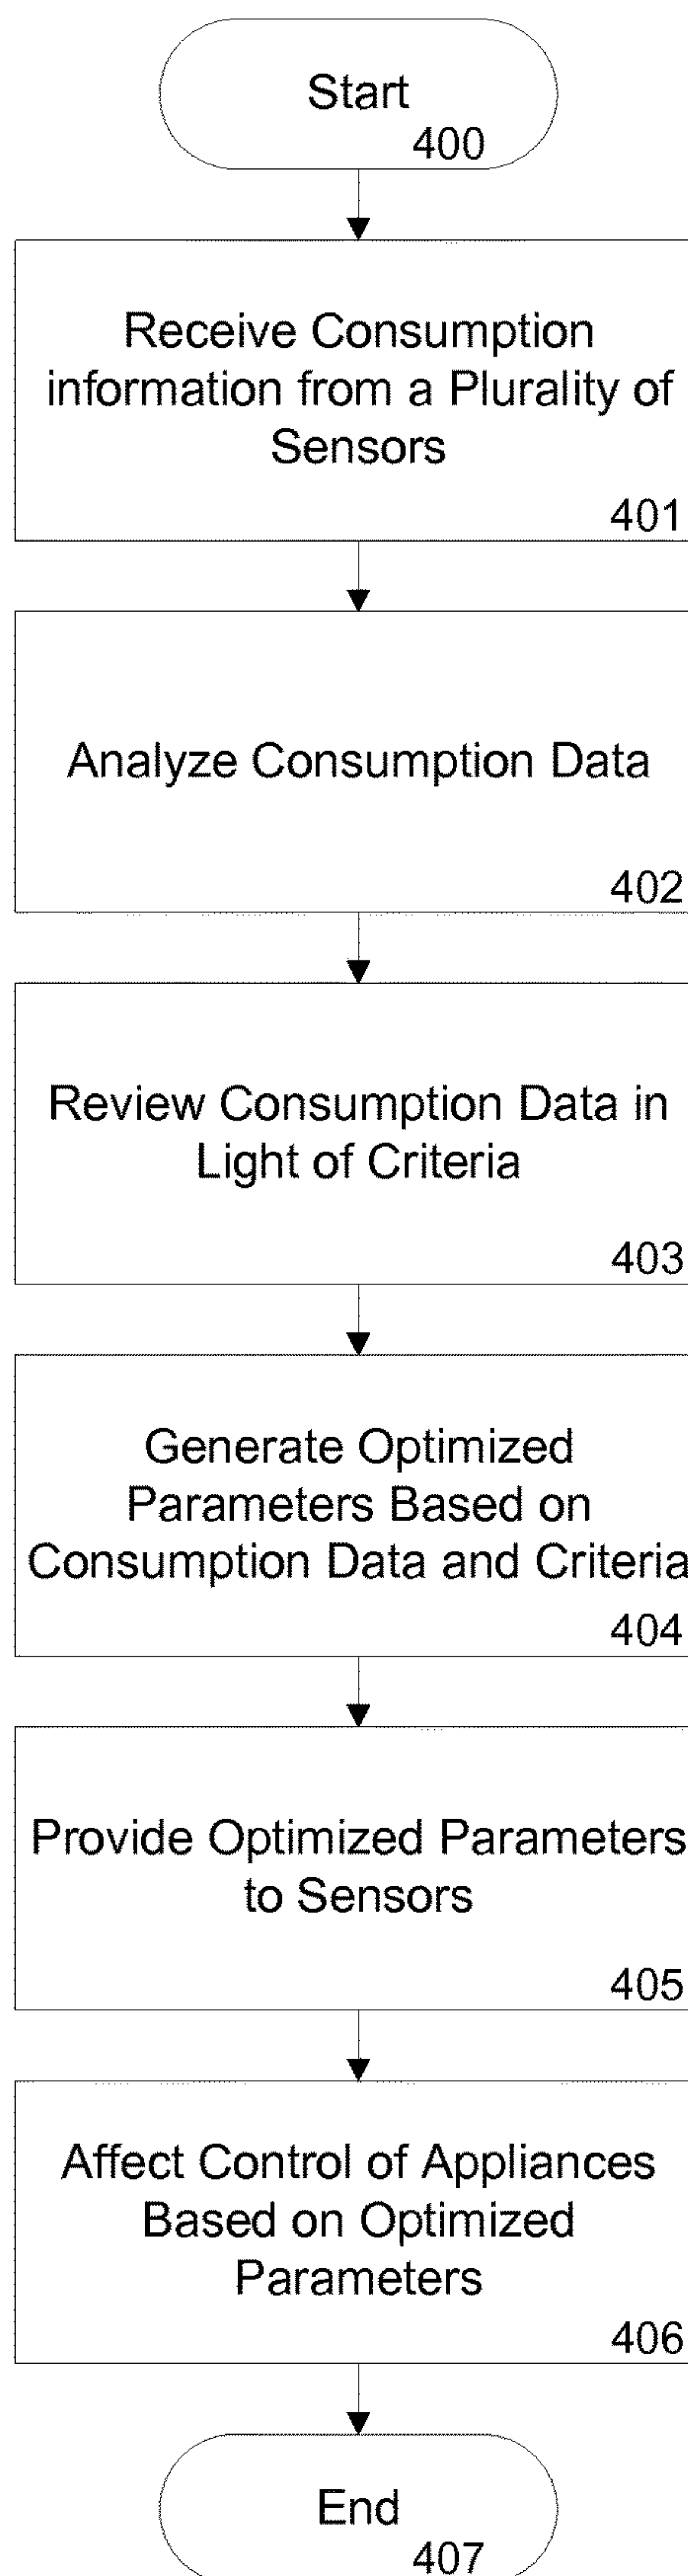 Start
400
Receive Consumption
information from a Plurality of
Sensors
401
Analyze Consumption Data
402
Review Consumption Data in
Light of Criteria
403
Generate Optimized
Parameters Based on
Consumption Data and Criteria
404
Provide Optimized Parameters
to Sensors
405
Affect Control of Appliances
Based on Optimized
Parameters
406
End
407